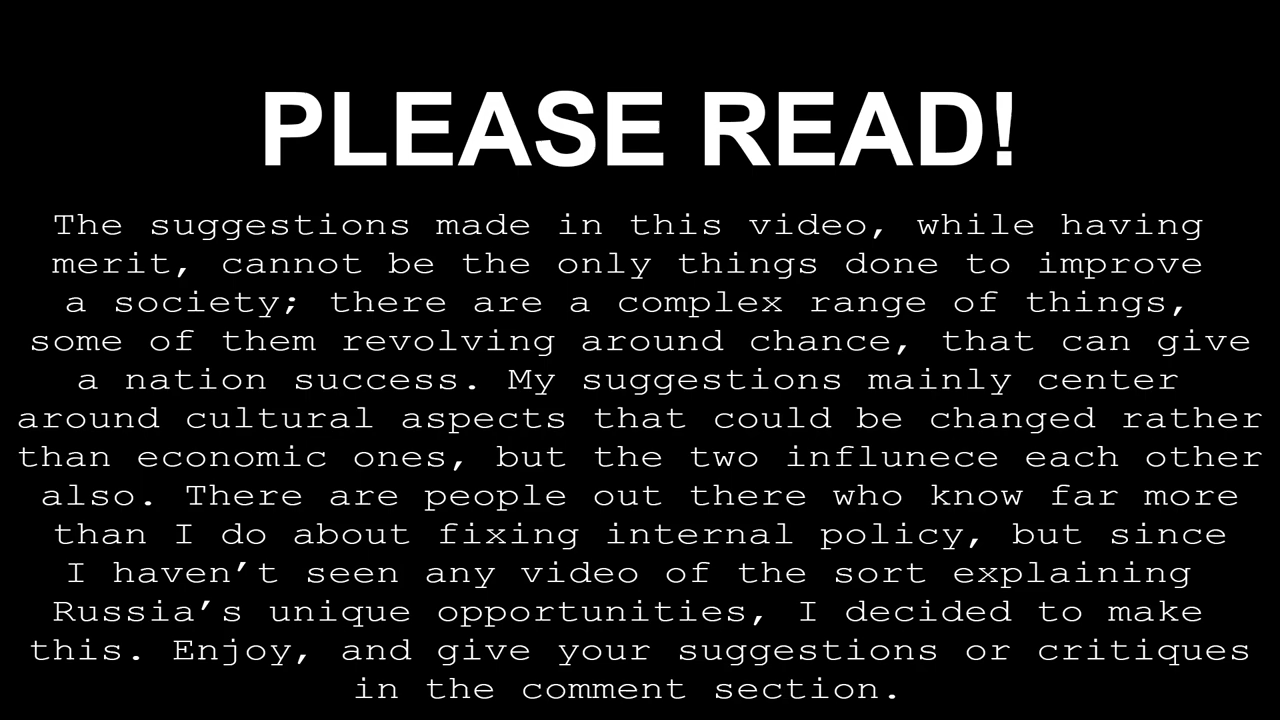 PLEASE READ!
The suggestions made in this video, while having
merit, cannot be the only things done to improve
a society; there are a complex range of things,
some of them revolving around chance, that can give
a nation success. My suggestions mainly center
around cultural aspects that could be changed rather
than economic ones, but the two influnece each other
also. There are people out there who know far more
than I do about fixing internal policy, but since
I haven’t seen any video of the sort explaining
Russia’s unique opportunities, I decided to make
this. Enjoy, and give your suggestions or critiques
in the comment section.